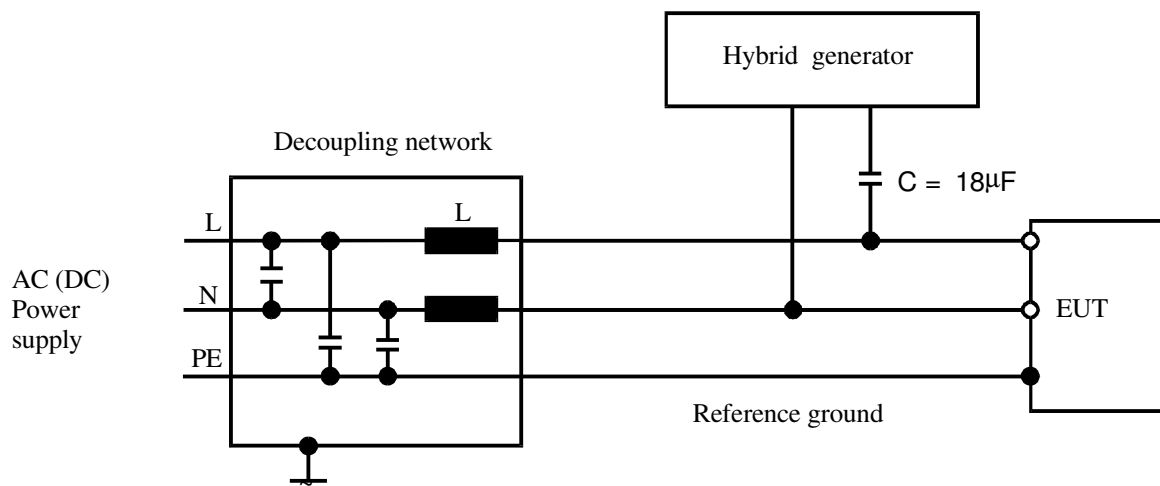 Hybrid generator
Decoupling network
C = 18µF
L
L
AC (DC)
Power
supply
N
EUT
PE
Reference ground